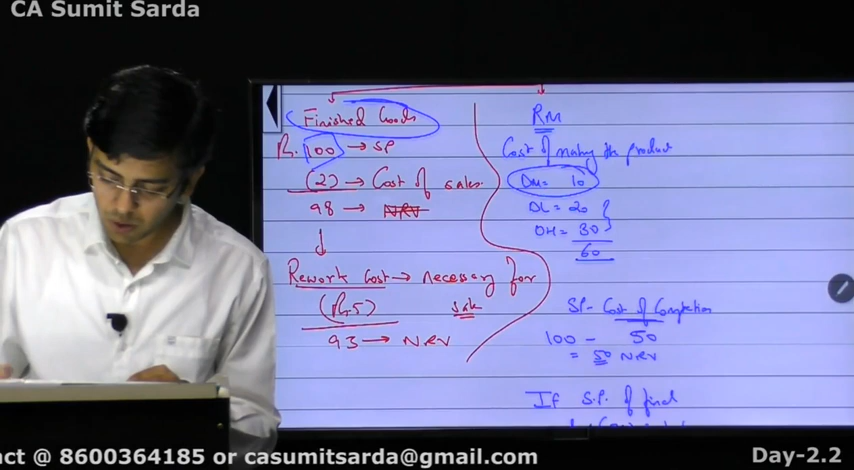 CA Sumit Sarda
Finished Goods
R. 100 → SP
(2) → Cost of sales
98 → NRV
↓
Rework Cost → necessary for
(R. 5) sale
93 → NRV
RM
Cost of making the product
DM = 10
DL = 20
OH = 30
60
SP - Cost of Completion
100 - 50
= 50 NRV
If S.P. of final
act @ 8600364185 or casumitsarda@gmail.com
Day-2.2